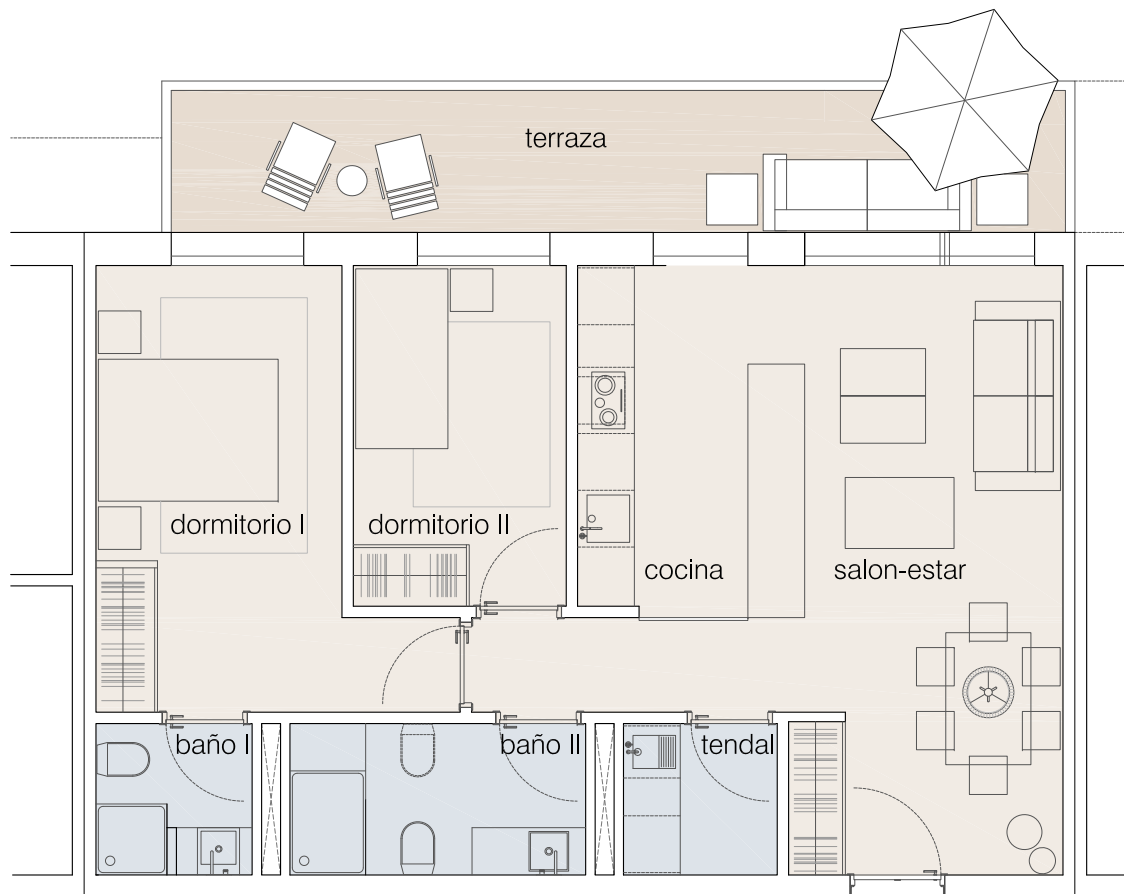 terraza
dormitorio I
dormitorio II
cocina
salon-estar
baño I
baño II
tendal